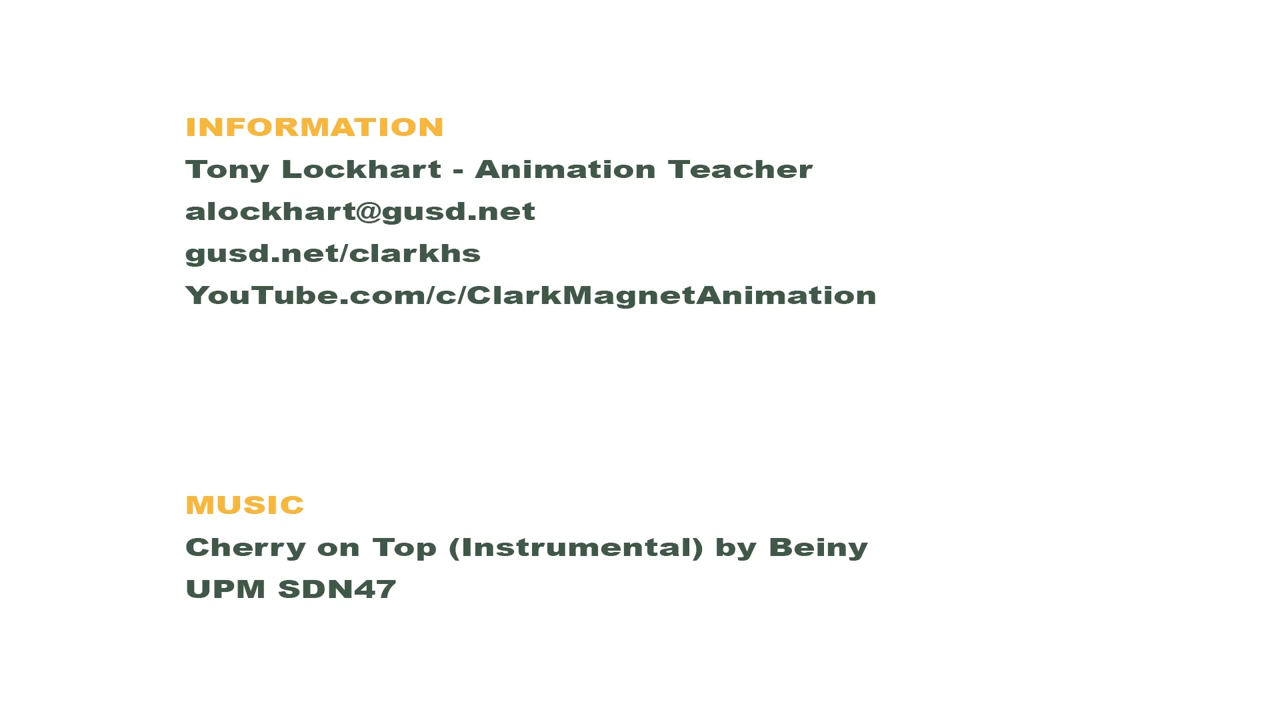 INFORMATION
Tony Lockhart - Animation Teacher
alockhart@gusd.net
gusd.net/clarkhs
YouTube.com/c/ClarkMagnetAnimation
MUSIC
Cherry on Top (Instrumental) by Beiny
UPM SDN47